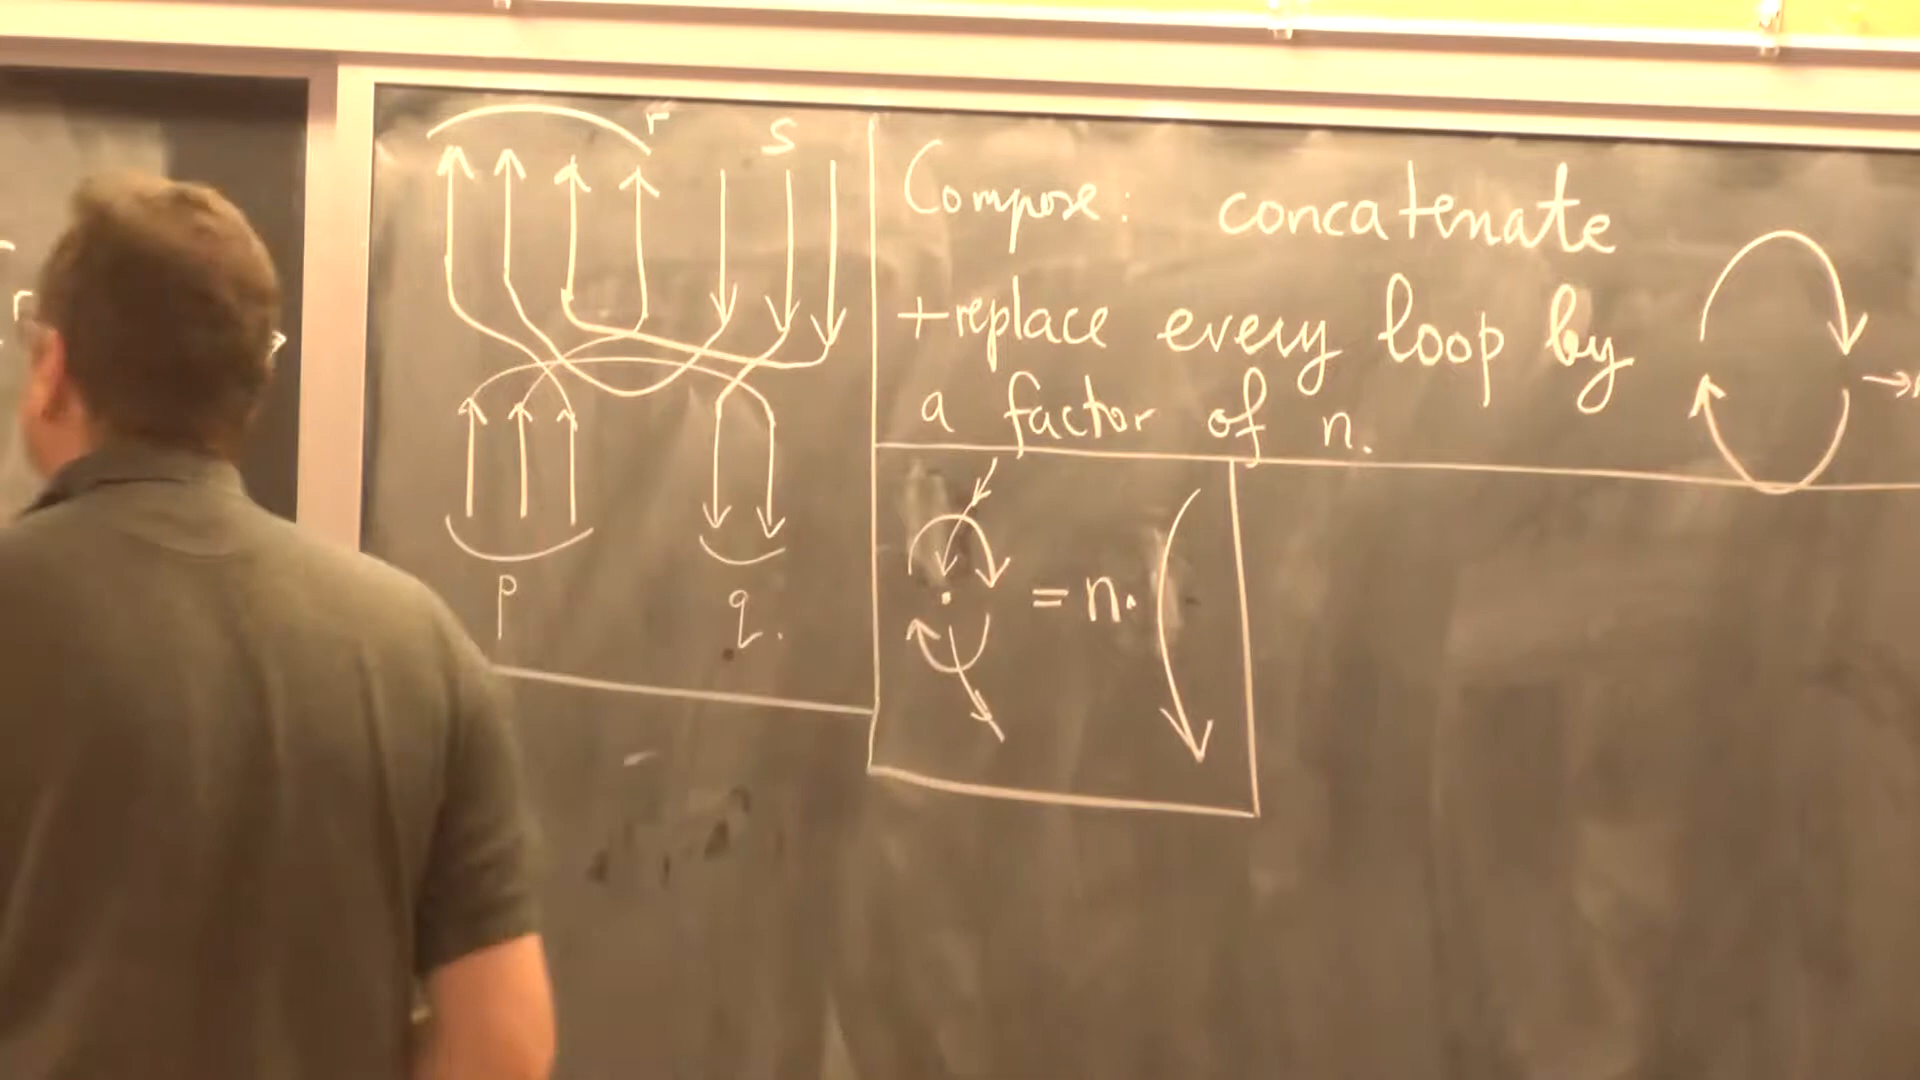 r s
p q.
Compose: concatenate
+replace every loop by
a factor of n.
= n·